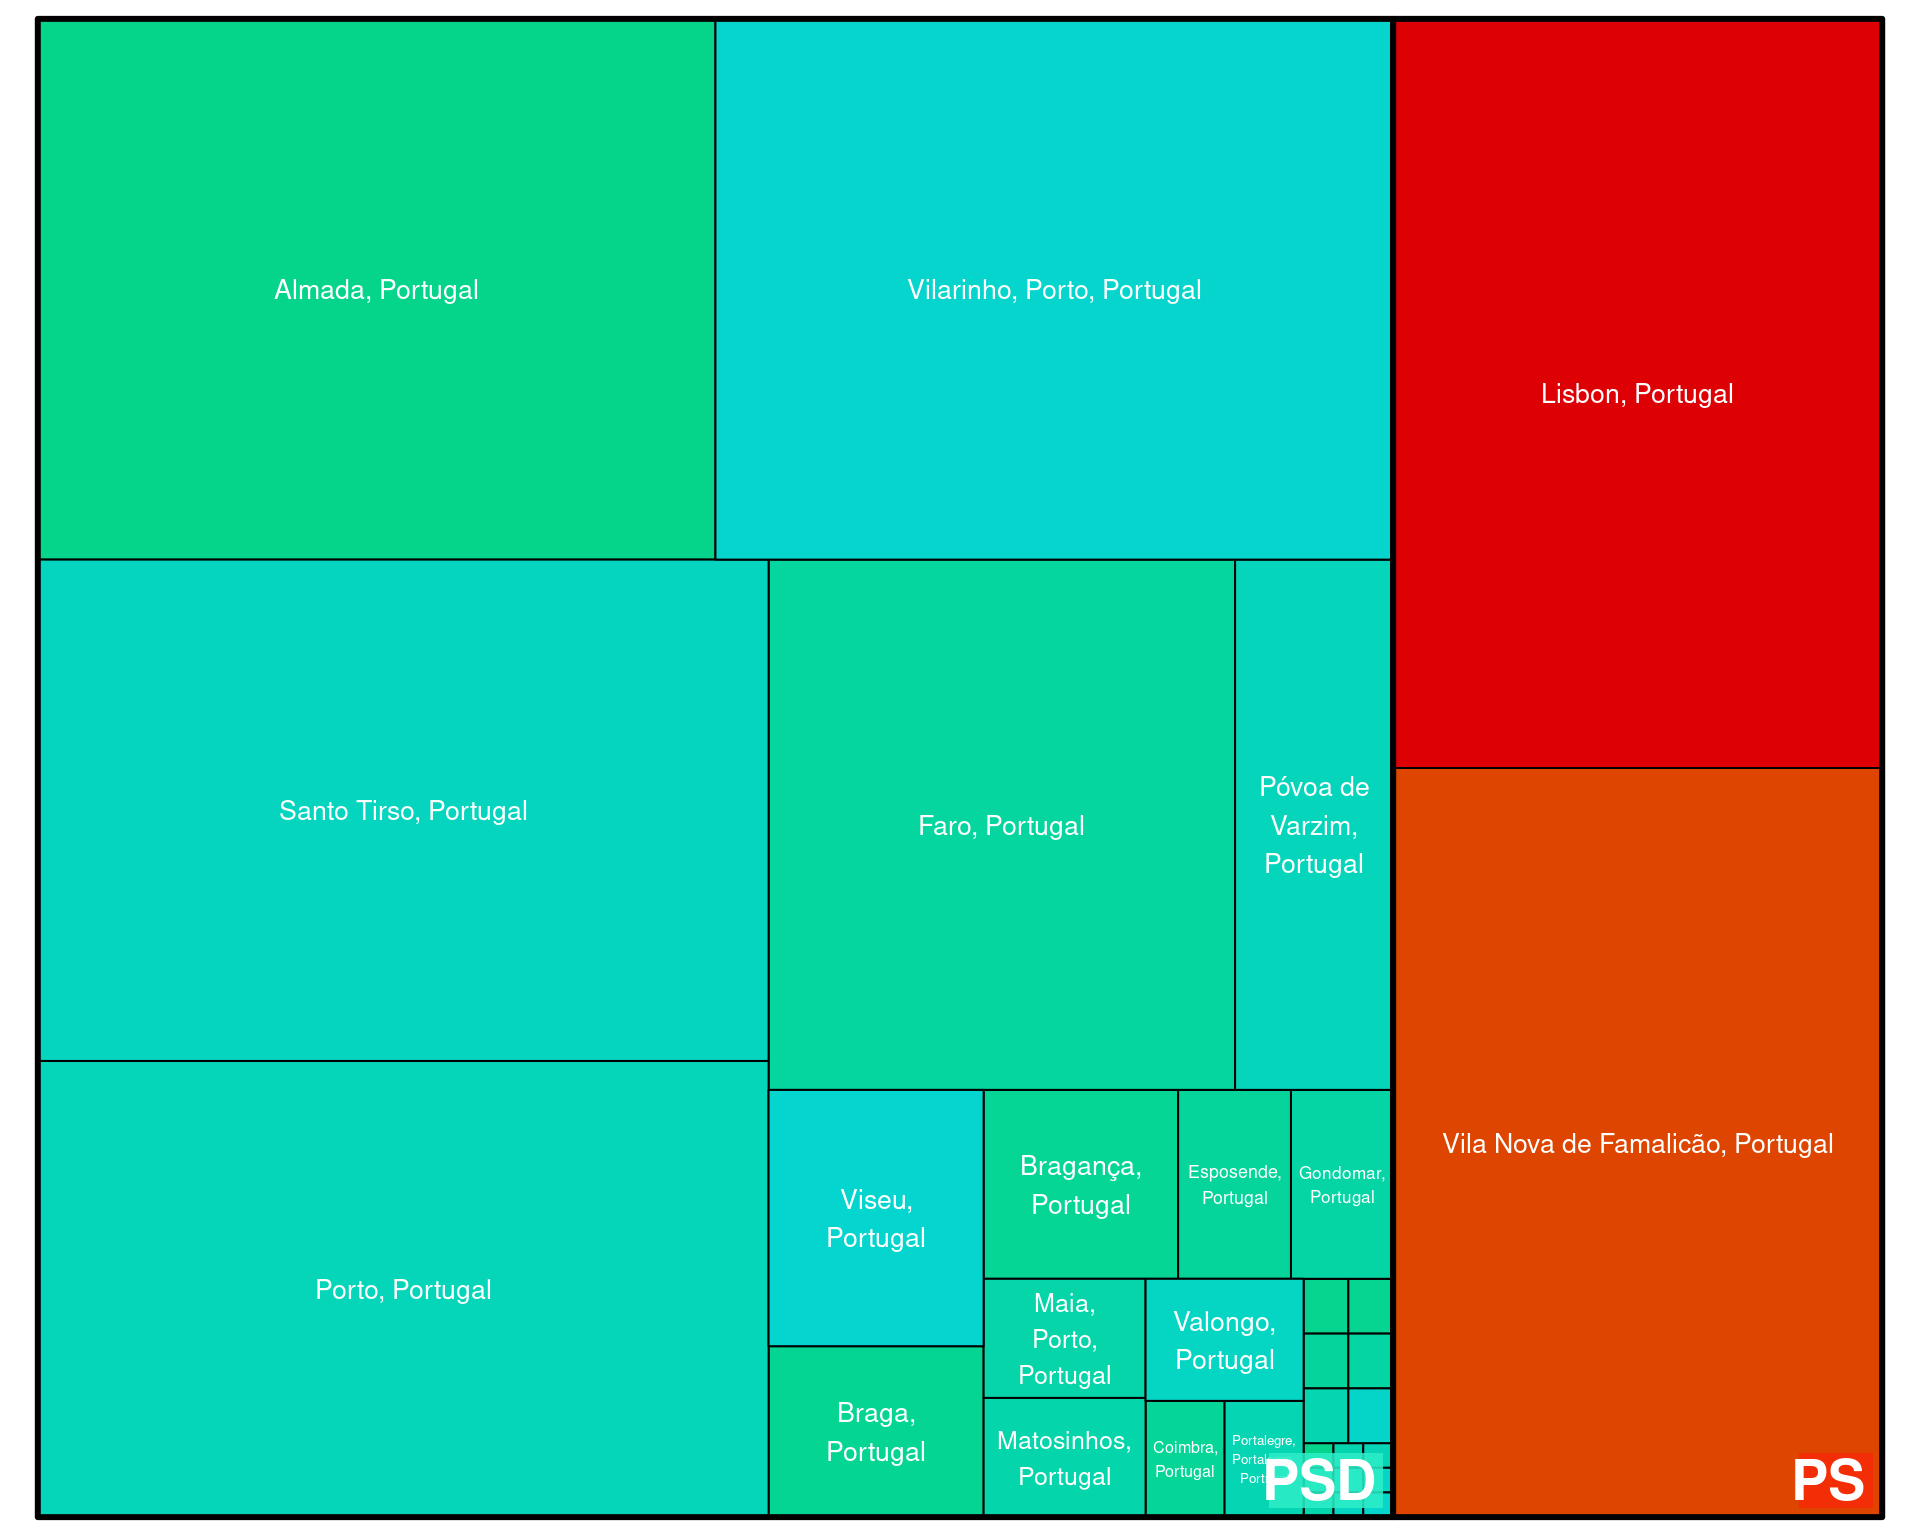 Almada, Portugal
Vilarinho, Porto, Portugal
Lisbon, Portugal
Santo Tirso, Portugal
Faro, Portugal
Póvoa de
Varzim,
Portugal
Porto, Portugal
Viseu,
Portugal
Bragança,
Portugal
Esposende,
Portugal
Gondomar,
Portugal
Vila Nova de Famalicão, Portugal
Maia,
Porto,
Portugal
Valongo,
Portugal
Braga,
Portugal
Matosinhos,
Portugal
Coimbra,
Portugal
Portalegre,
PSD
PS